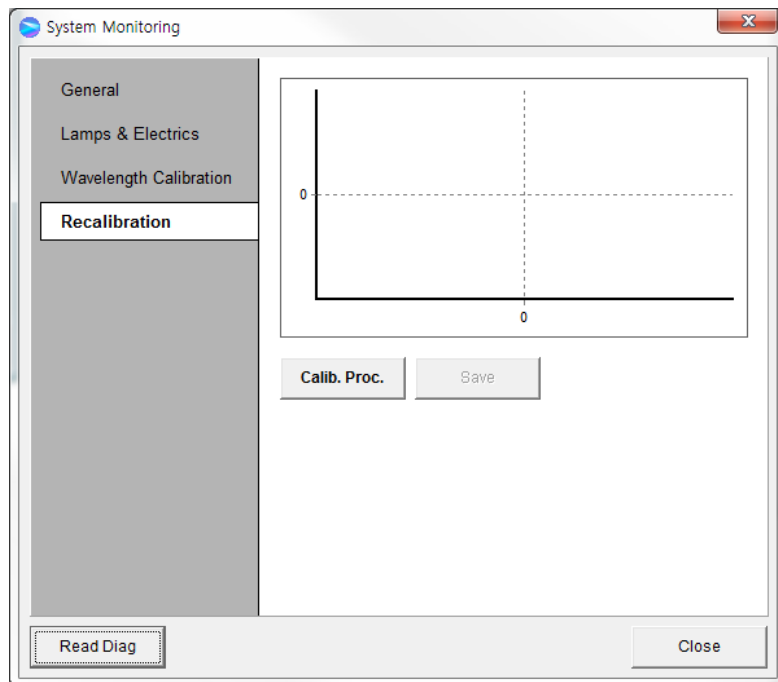 System Monitoring
General
Lamps & Electrics
Wavelength Calibration
Recalibration
0
0
Calib. Proc.
Save
Read Diag
Close